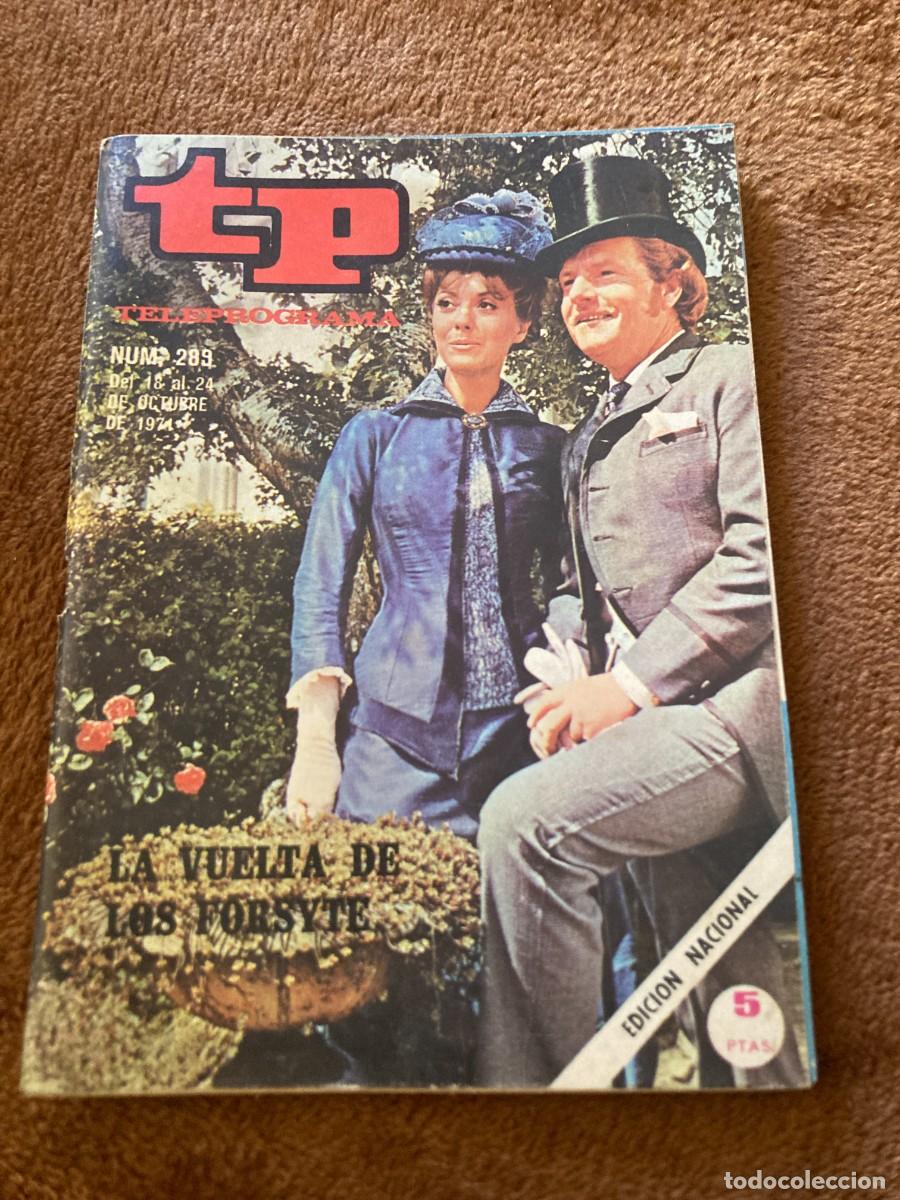 tp
TELEPROGRAMA
NUM. 289
Del 18 al 24
DE OCTUBRE
DE 1971
LA VUELTA DE
LOS FORSYTE
EDICION NACIONAL
5
PTAS
todocoleccion